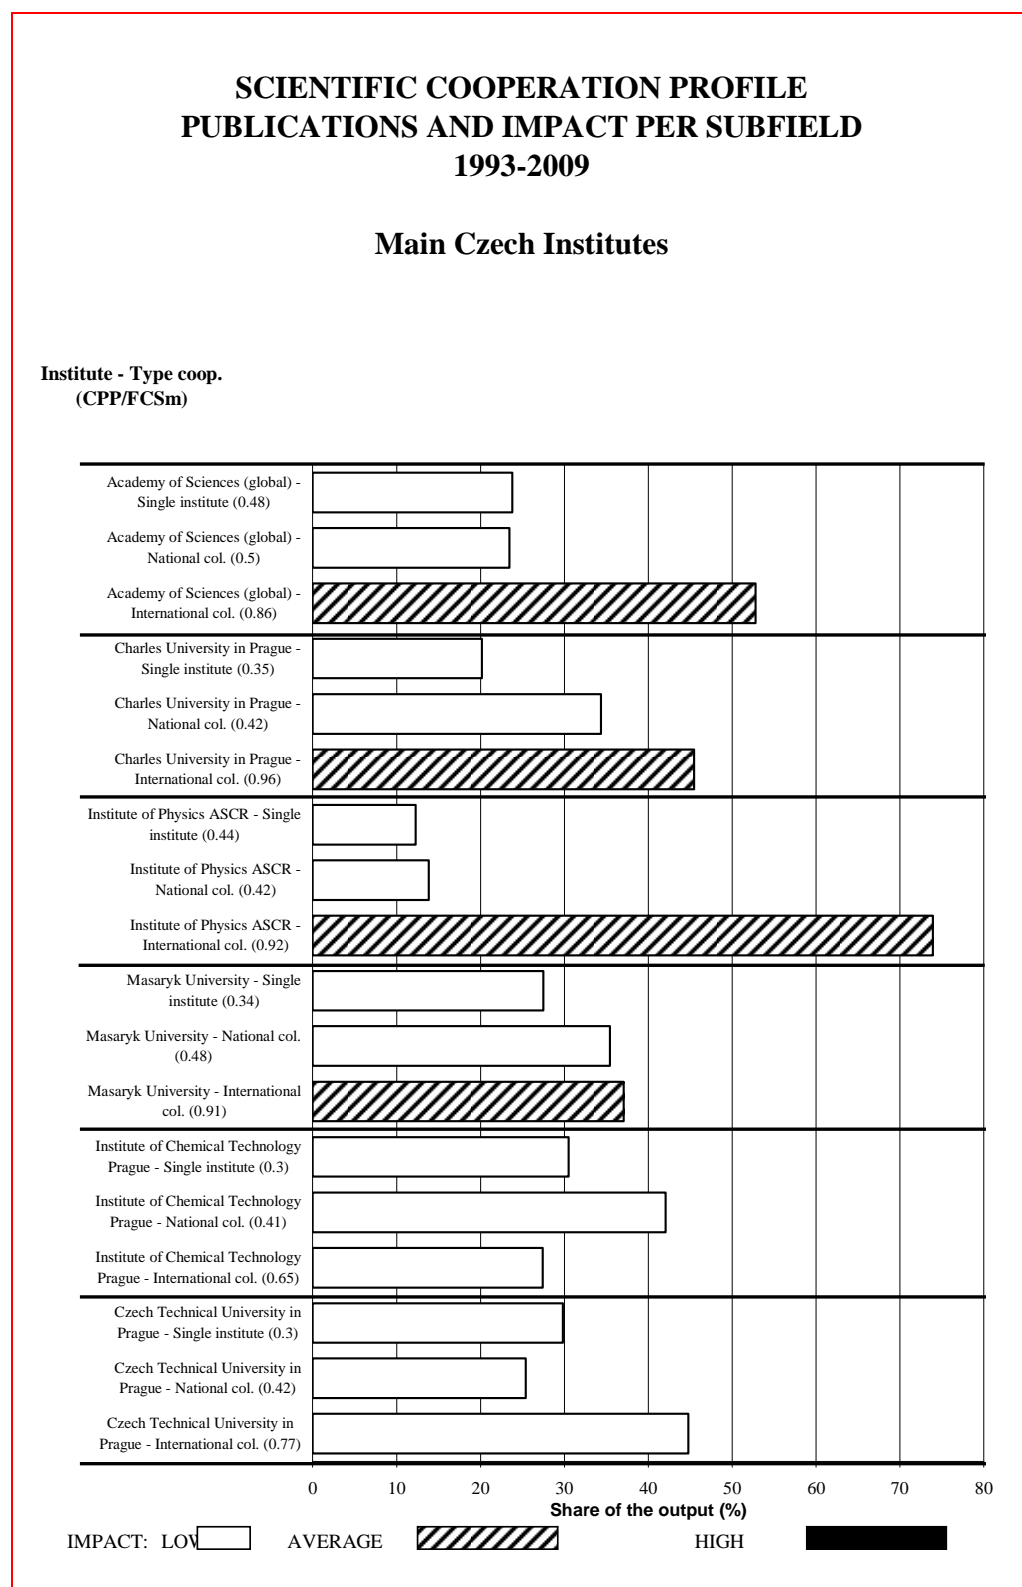 SCIENTIFIC COOPERATION PROFILE
PUBLICATIONS AND IMPACT PER SUBFIELD
1993-2009
Main Czech Institutes
Institute - Type coop.
(CPP/FCSm)
Academy of Sciences (global) -
Single institute (0.48)
Academy of Sciences (global) -
National col. (0.5)
Academy of Sciences (global) -
International col. (0.86)
Charles University in Prague -
Single institute (0.35)
Charles University in Prague -
National col. (0.42)
Charles University in Prague -
International col. (0.96)
Institute of Physics ASCR - Single
institute (0.44)
Institute of Physics ASCR -
National col. (0.42)
Institute of Physics ASCR -
International col. (0.92)
Masaryk University - Single
institute (0.34)
Masaryk University - National col.
(0.48)
Masaryk University - International
col. (0.91)
Institute of Chemical Technology
Prague - Single institute (0.3)
Institute of Chemical Technology
Prague - National col. (0.41)
Institute of Chemical Technology
Prague - International col. (0.65)
Czech Technical University in
Prague - Single institute (0.3)
Czech Technical University in
Prague - National col. (0.42)
Czech Technical University in
Prague - International col. (0.77)
0 10 20 30 40 50 60 70 80
Share of the output (%)
IMPACT: LOW AVERAGE HIGH